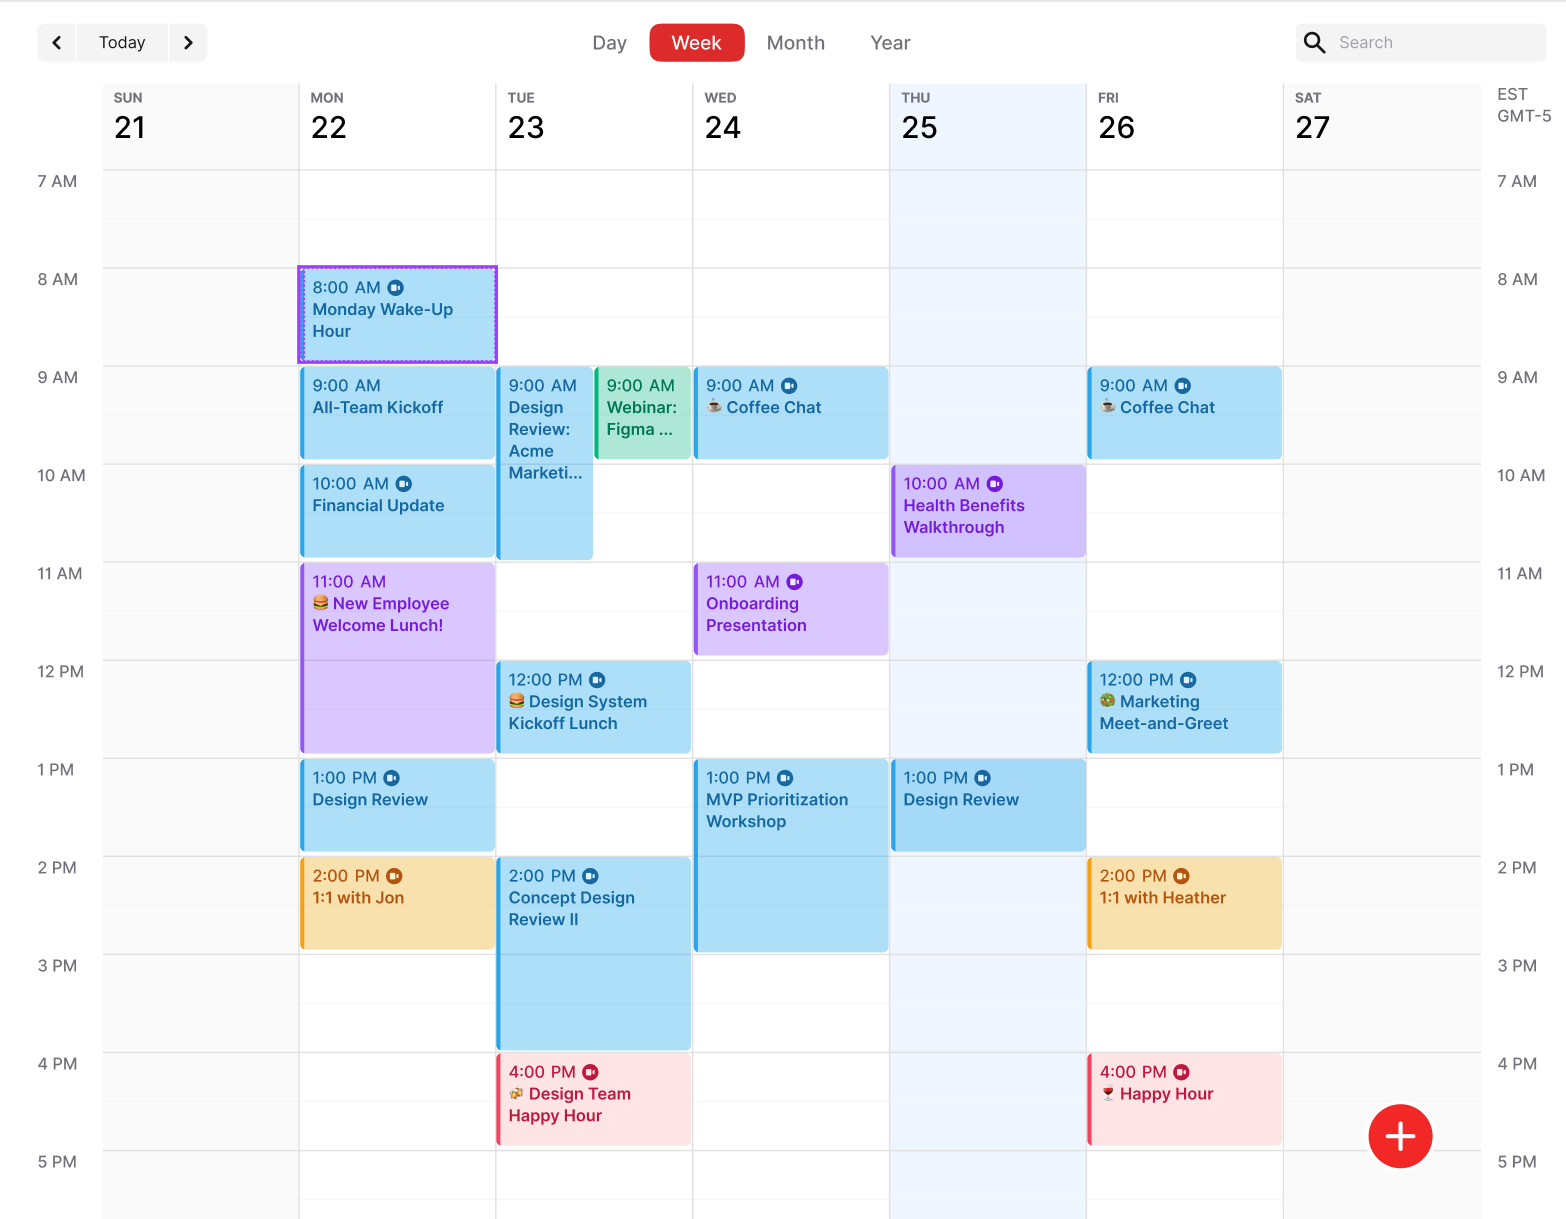 Today
Day
Week
Month
Year
Search
SUN
21
MON
22
TUE
23
WED
24
THU
25
FRI
26
SAT
27
EST
GMT-5
7 AM
7 AM
8 AM
8:00 AM
Monday Wake-Up
Hour
8 AM
9 AM
9:00 AM
All-Team Kickoff
9:00 AM
Design
Review:
Acme
Marketi...
9:00 AM
Webinar:
Figma ...
9:00 AM
☕ Coffee Chat
9:00 AM
☕ Coffee Chat
9 AM
10 AM
10:00 AM
Financial Update
10:00 AM
Health Benefits
Walkthrough
10 AM
11 AM
11:00 AM
🍔 New Employee
Welcome Lunch!
11:00 AM
Onboarding
Presentation
11 AM
12 PM
12:00 PM
🍔 Design System
Kickoff Lunch
12:00 PM
🥗 Marketing
Meet-and-Greet
12 PM
1 PM
1:00 PM
Design Review
1:00 PM
MVP Prioritization
Workshop
1:00 PM
Design Review
1 PM
2 PM
2:00 PM
1:1 with Jon
2:00 PM
Concept Design
Review II
2:00 PM
1:1 with Heather
2 PM
3 PM
3 PM
4 PM
4:00 PM
🍻 Design Team
Happy Hour
4:00 PM
🍷 Happy Hour
4 PM
5 PM
5 PM